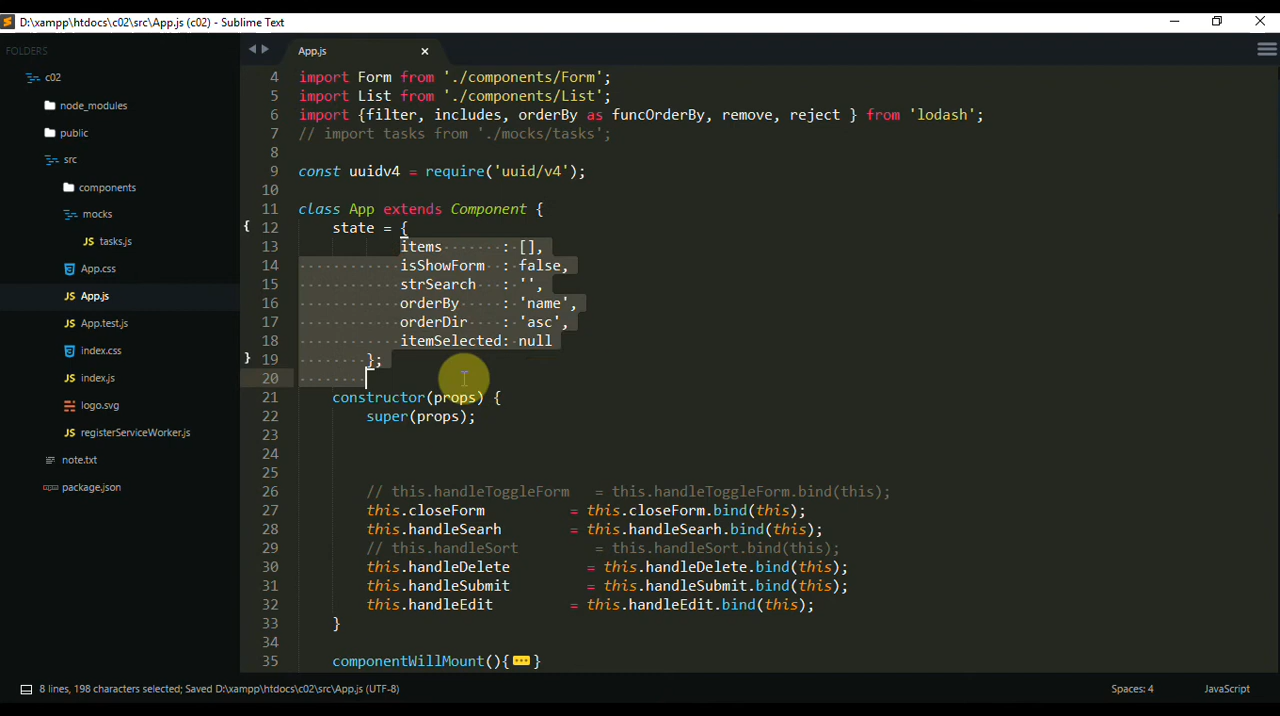 D:\xampp\htdocs\c02\src\App.js (c02) - Sublime Text
FOLDERS
c02
node_modules
public
src
components
mocks
JS tasks.js
App.css
JS App.js
JS App.test.js
index.css
JS index.js
logo.svg
JS registerServiceWorker.js
note.txt
package.json
App.js
4 import Form from './components/Form';
5 import List from './components/List';
6 import {filter, includes, orderBy as funcOrderBy, remove, reject } from 'lodash';
7 // import tasks from './mocks/tasks';
8
9 const uuidv4 = require('uuid/v4');
10
11 class App extends Component {
12 state = {
13 items : [],
14 isShowForm : false,
15 strSearch : '',
16 orderBy : 'name',
17 orderDir : 'asc',
18 itemSelected: null
19 };
20
21 constructor(props) {
22 super(props);
23
24
25
26 // this.handleToggleForm = this.handleToggleForm.bind(this);
27 this.closeForm = this.closeForm.bind(this);
28 this.handleSearh = this.handleSearh.bind(this);
29 // this.handleSort = this.handleSort.bind(this);
30 this.handleDelete = this.handleDelete.bind(this);
31 this.handleSubmit = this.handleSubmit.bind(this);
32 this.handleEdit = this.handleEdit.bind(this);
33 }
34
35 componentWillMount(){ }
8 lines, 198 characters selected; Saved D:\xampp\htdocs\c02\src\App.js (UTF-8)
Spaces: 4
JavaScript